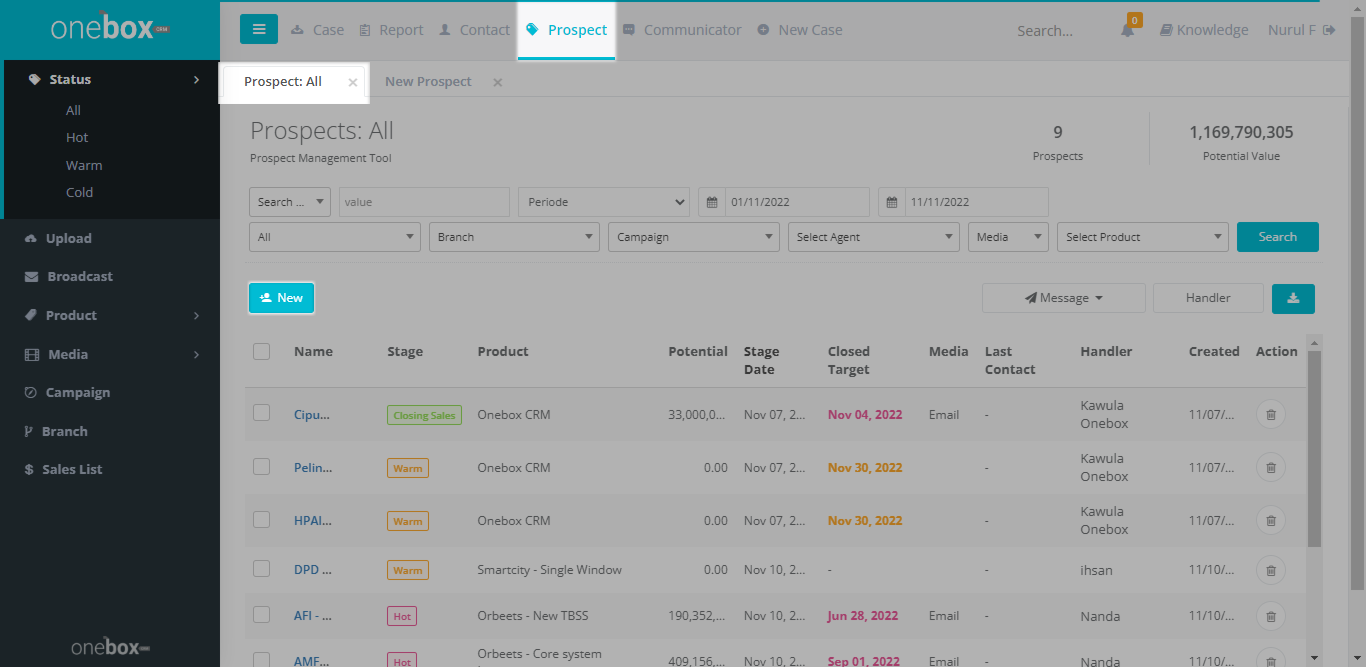 onebox CRM
Case Report Contact Prospect Communicator New Case Search... 0 Knowledge Nurul F
Status
All
Hot
Warm
Cold
Upload
Broadcast
Product
Media
Campaign
Branch
$ Sales List
onebox
Prospect: All × New Prospect ×
Prospects: All
Prospect Management Tool
9
Prospects
1,169,790,305
Potential Value
Search ... value Periode 01/11/2022 11/11/2022
All Branch Campaign Select Agent Media Select Product Search
New Message Handler
Name Stage Product Potential Stage Date Closed Target Media Last Contact Handler Created Action
Cipu... Closing Sales Onebox CRM 33,000,0... Nov 07, 2... Nov 04, 2022 Email - Kawula Onebox 11/07/...
Pelin... Warm Onebox CRM 0.00 Nov 07, 2... Nov 30, 2022 - Kawula Onebox 11/07/...
HPAI... Warm Onebox CRM 0.00 Nov 07, 2... Nov 30, 2022 - Kawula Onebox 11/07/...
DPD ... Warm Smartcity - Single Window 0.00 Nov 10, 2... - - ihsan 11/10/...
AFI - ... Hot Orbeets - New TBSS 190,352,... Nov 10, 2... Jun 28, 2022 Email - Nanda 11/10/...
AMF... Hot Orbeets - Core system 409,156,... Nov 10, 2... Sep 01, 2022 Email - Nanda 11/10/...